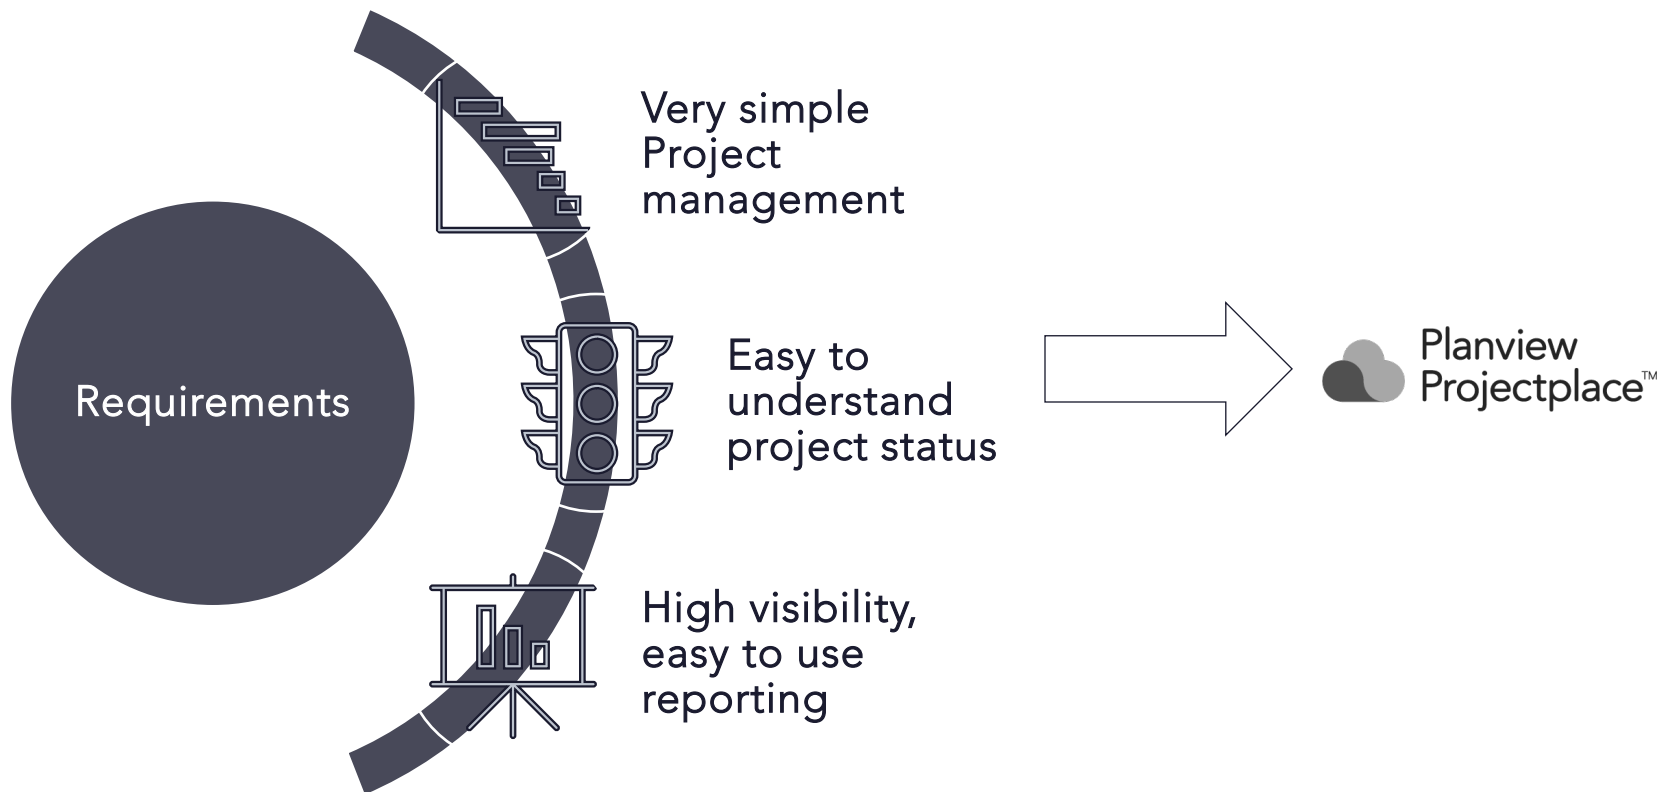 Requirements
Very simple
Project
management
Easy to
understand
project status
High visibility,
easy to use
reporting
Planview
Projectplace™